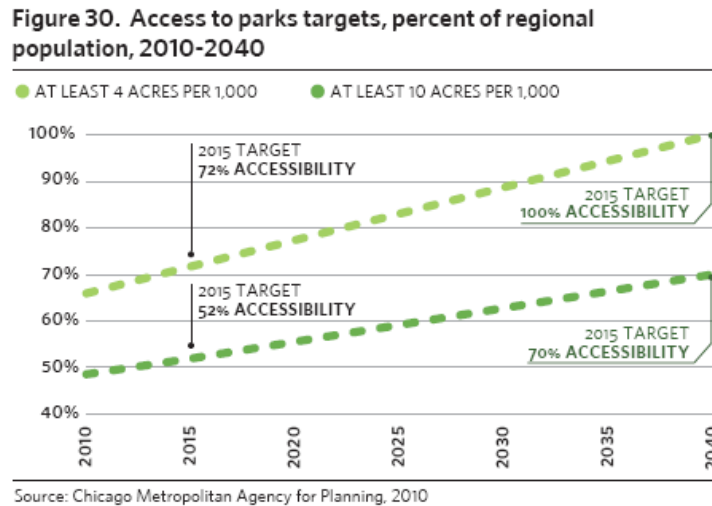 Figure 30. Access to parks targets, percent of regional
population, 2010-2040
AT LEAST 4 ACRES PER 1,000
AT LEAST 10 ACRES PER 1,000
100%
90%
80%
70%
60%
50%
40%
2015 TARGET
72% ACCESSIBILITY
2015 TARGET
100% ACCESSIBILITY
2015 TARGET
52% ACCESSIBILITY
2015 TARGET
70% ACCESSIBILITY
2010
2015
2020
2025
2030
2035
2040
Source: Chicago Metropolitan Agency for Planning, 2010